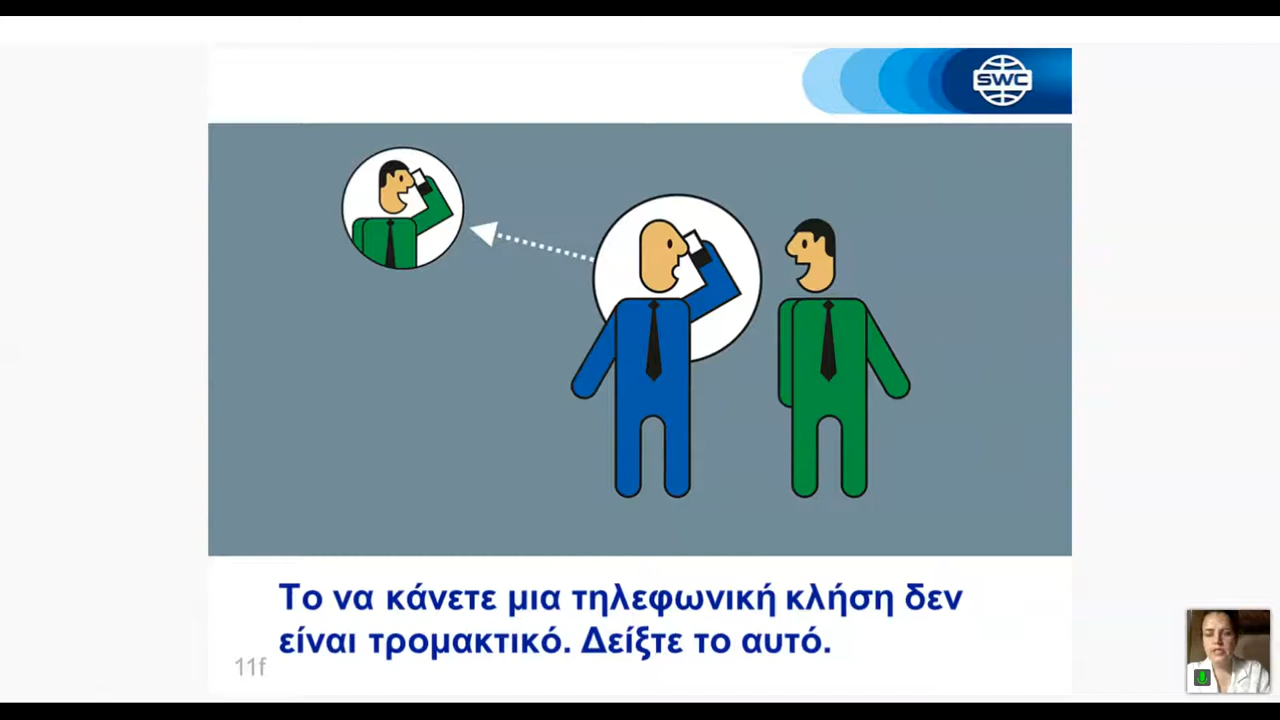 SWC
Το να κάνετε μια τηλεφωνική κλήση δεν
είναι τρομακτικό. Δείξτε το αυτό.
11f